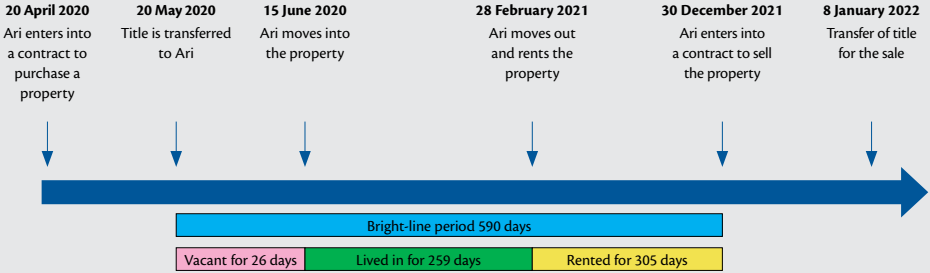 20 April 2020
Ari enters into
a contract to
purchase a
property
20 May 2020
Title is transferred
to Ari
15 June 2020
Ari moves into
the property
28 February 2021
Ari moves out
and rents the
property
30 December 2021
Ari enters into
a contract to sell
the property
8 January 2022
Transfer of title
for the sale
Bright-line period 590 days
Vacant for 26 days
Lived in for 259 days
Rented for 305 days